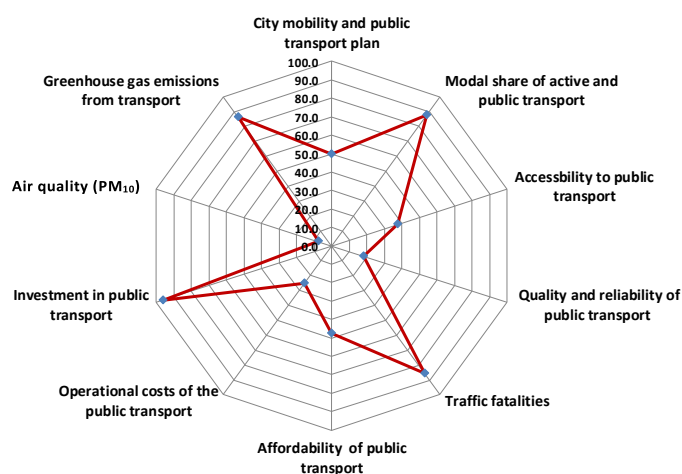 City mobility and public
transport plan
Modal share of active and
public transport
Accessbility to public
transport
Quality and reliability of
public transport
Traffic fatalities
Affordability of public
transport
Operational costs of the
public transport
Investment in public
transport
Air quality (PM₁₀)
Greenhouse gas emissions
from transport
100.0
90.0
80.0
70.0
60.0
50.0
40.0
30.0
20.0
10.0
0.0